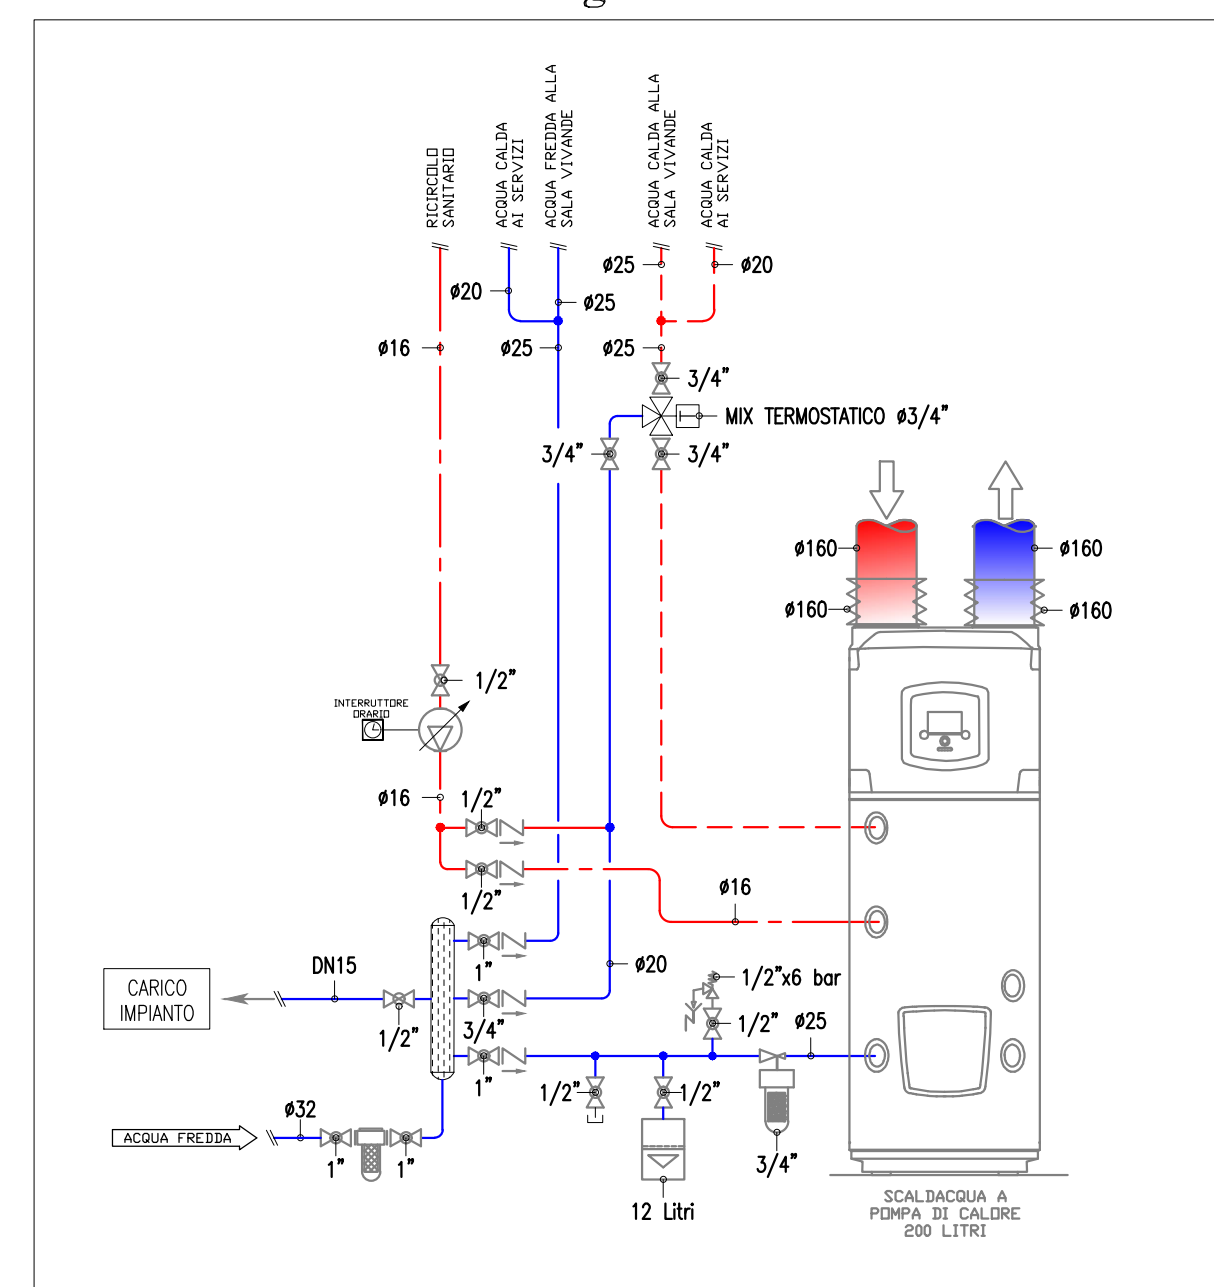 RICIRCOLO
SANITARIO
ACQUA CALDA
AI SERVIZI
ACQUA FREDDA ALLA
SALA VIVANDE
ACQUA CALDA ALLA
SALA VIVANDE
ACQUA CALDA
AI SERVIZI
ø25
ø20
ø20
ø25
ø16
ø25
ø25
3/4"
MIX TERMOSTATICO ø3/4"
3/4"
3/4"
ø160
ø160
ø160
ø160
1/2"
INTERRUTTORE
ORARIO
ø16
1/2"
1/2"
ø16
DN15
1"
ø20
1/2"x6 bar
CARICO
IMPIANTO
1/2"
3/4"
1/2"
ø25
1"
1/2"
1/2"
ø32
ACQUA FREDDA
1"
1"
3/4"
12 Litri
SCALDACQUA A
POMPA DI CALORE
200 LITRI